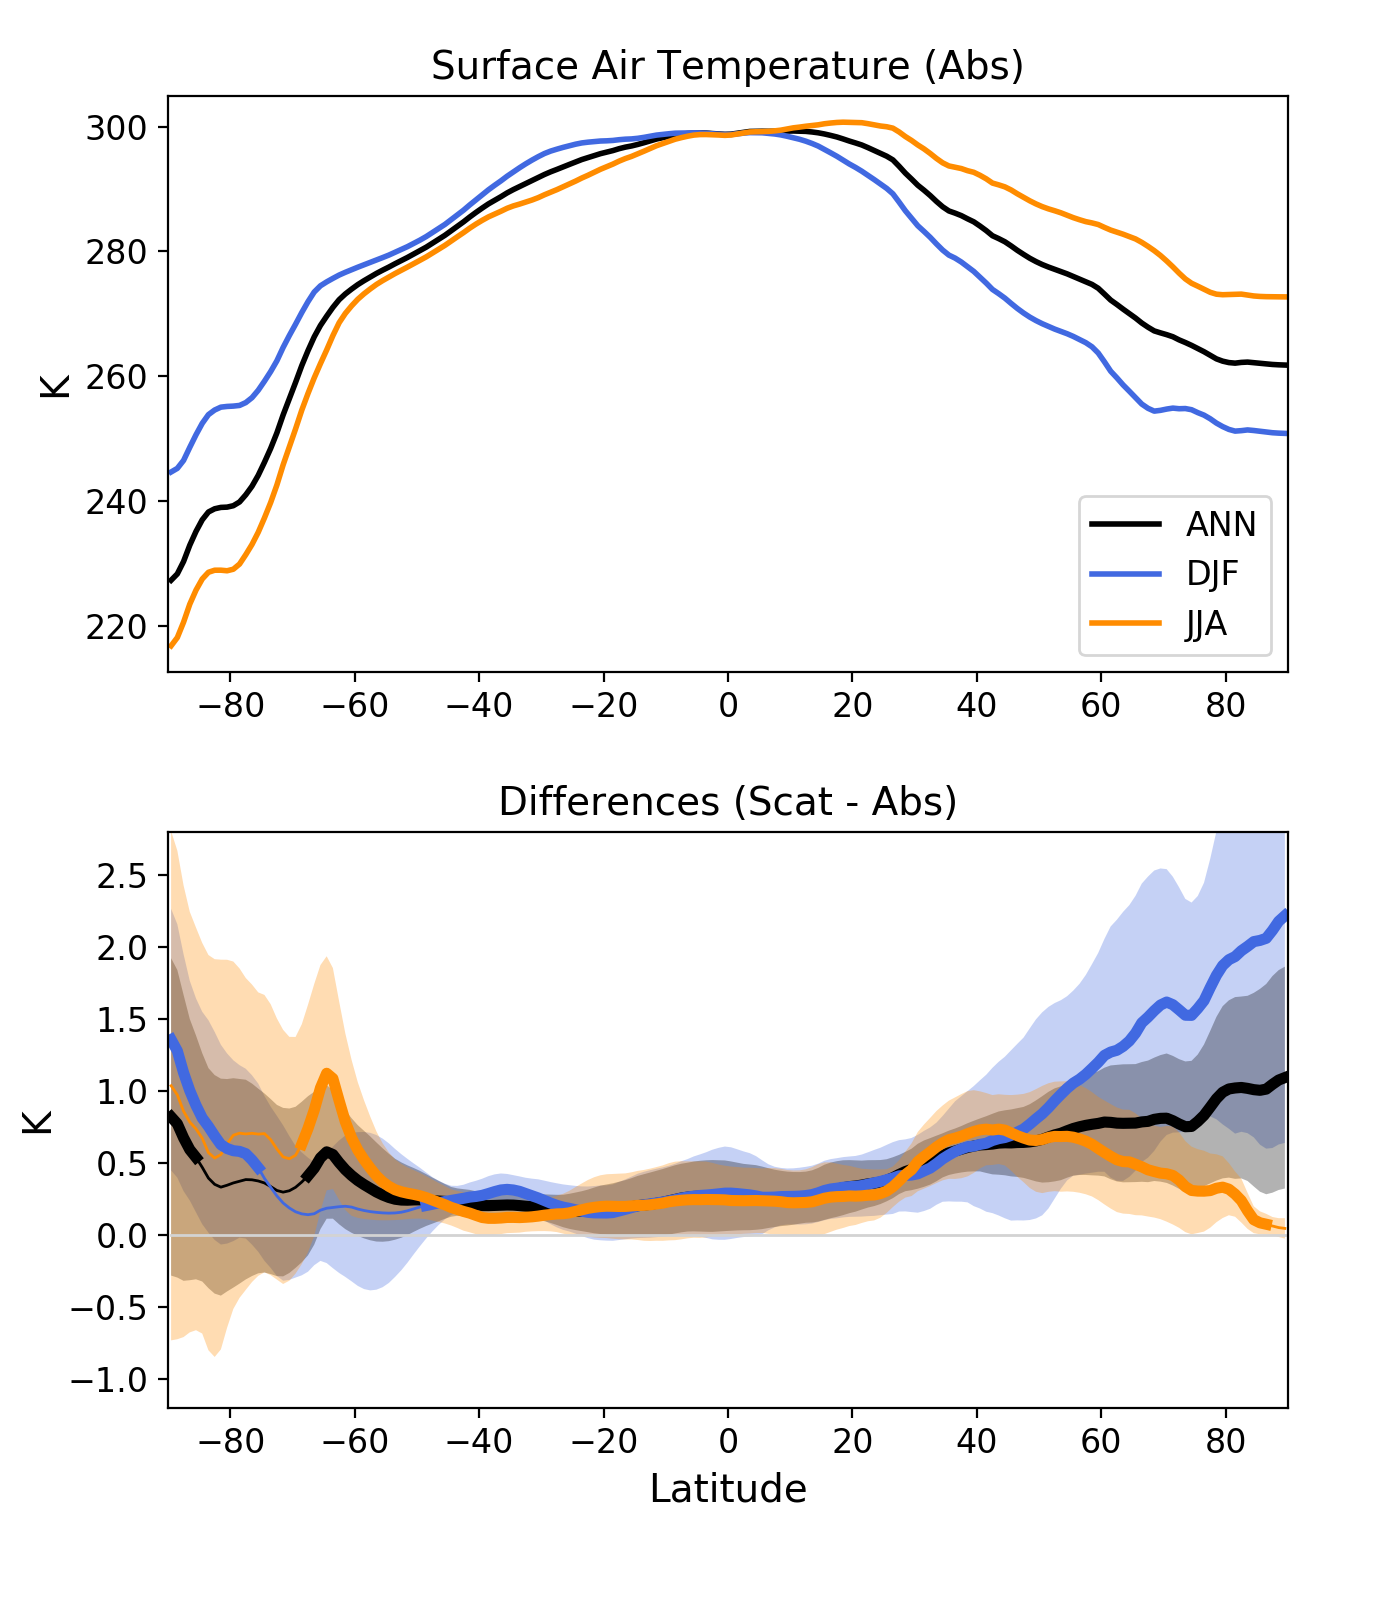 Surface Air Temperature (Abs)
300
280
260
240
220
K
ANN
DJF
JJA
−80 −60 −40 −20 0 20 40 60 80
Differences (Scat - Abs)
2.5
2.0
1.5
1.0
0.5
0.0
−0.5
−1.0
K
−80 −60 −40 −20 0 20 40 60 80
Latitude